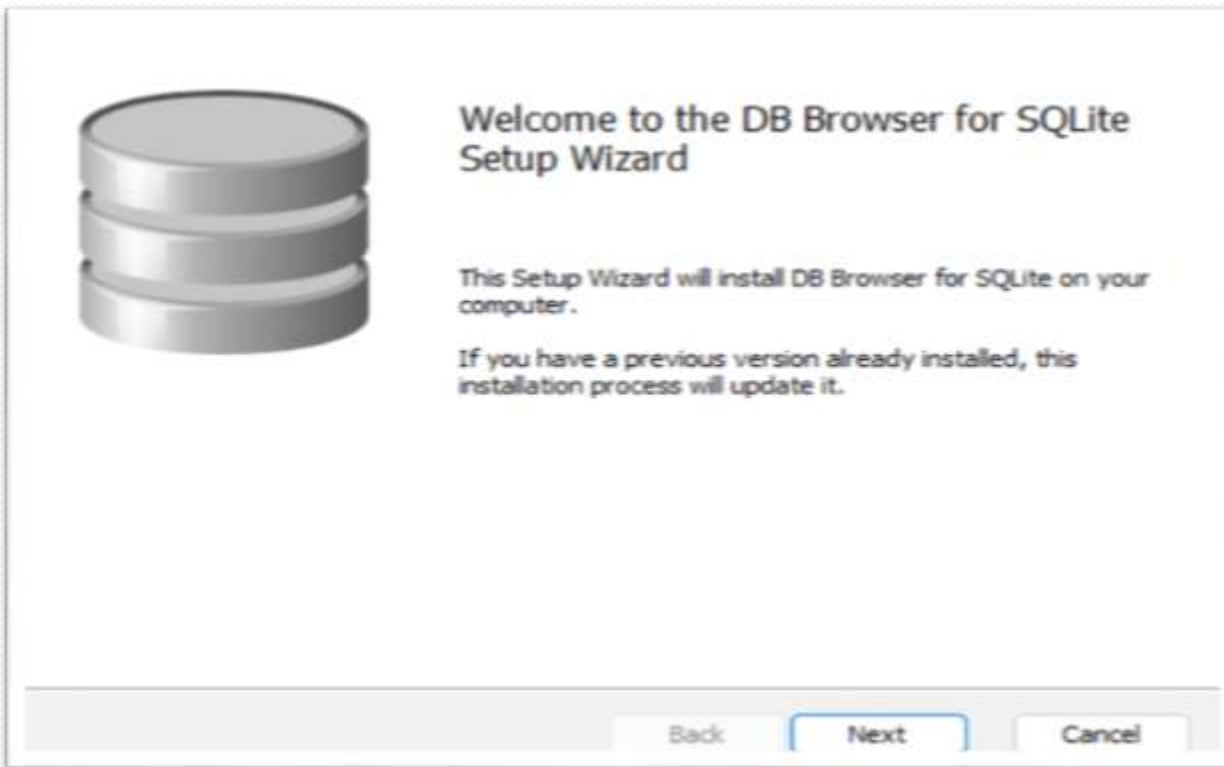 Welcome to the DB Browser for SQLite
Setup Wizard
This Setup Wizard will install DB Browser for SQLite on your
computer.
If you have a previous version already installed, this
installation process will update it.
Back
Next
Cancel